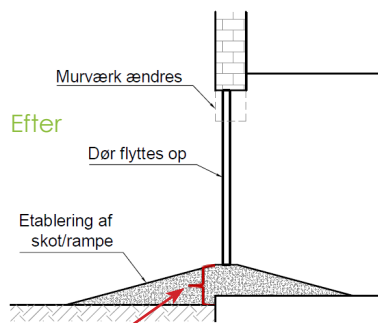 Murværk ændres
Efter
Dør flyttes op
Etablering af
skot/rampe